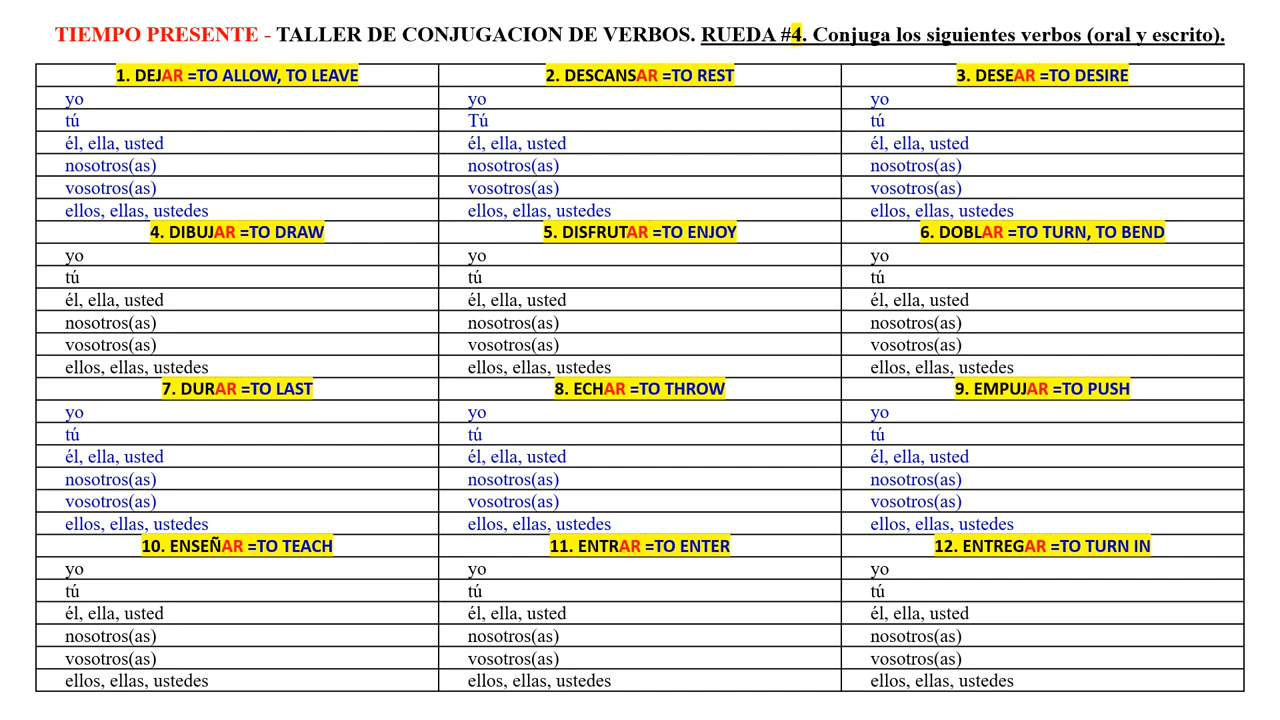 TIEMPO PRESENTE - TALLER DE CONJUGACION DE VERBOS. RUEDA #4. Conjuga los siguientes verbos (oral y escrito).
1. DEJAR =TO ALLOW, TO LEAVE 2. DESCANSAR =TO REST 3. DESEAR =TO DESIRE
yo yo yo
tú Tú tú
él, ella, usted él, ella, usted él, ella, usted
nosotros(as) nosotros(as) nosotros(as)
vosotros(as) vosotros(as) vosotros(as)
ellos, ellas, ustedes ellos, ellas, ustedes ellos, ellas, ustedes
4. DIBUJAR =TO DRAW 5. DISFRUTAR =TO ENJOY 6. DOBLAR =TO TURN, TO BEND
yo yo yo
tú tú tú
él, ella, usted él, ella, usted él, ella, usted
nosotros(as) nosotros(as) nosotros(as)
vosotros(as) vosotros(as) vosotros(as)
ellos, ellas, ustedes ellos, ellas, ustedes ellos, ellas, ustedes
7. DURAR =TO LAST 8. ECHAR =TO THROW 9. EMPUJAR =TO PUSH
yo yo yo
tú tú tú
él, ella, usted él, ella, usted él, ella, usted
nosotros(as) nosotros(as) nosotros(as)
vosotros(as) vosotros(as) vosotros(as)
ellos, ellas, ustedes ellos, ellas, ustedes ellos, ellas, ustedes
10. ENSEÑAR =TO TEACH 11. ENTRAR =TO ENTER 12. ENTREGAR =TO TURN IN
yo yo yo
tú tú tú
él, ella, usted él, ella, usted él, ella, usted
nosotros(as) nosotros(as) nosotros(as)
vosotros(as) vosotros(as) vosotros(as)
ellos, ellas, ustedes ellos, ellas, ustedes ellos, ellas, ustedes